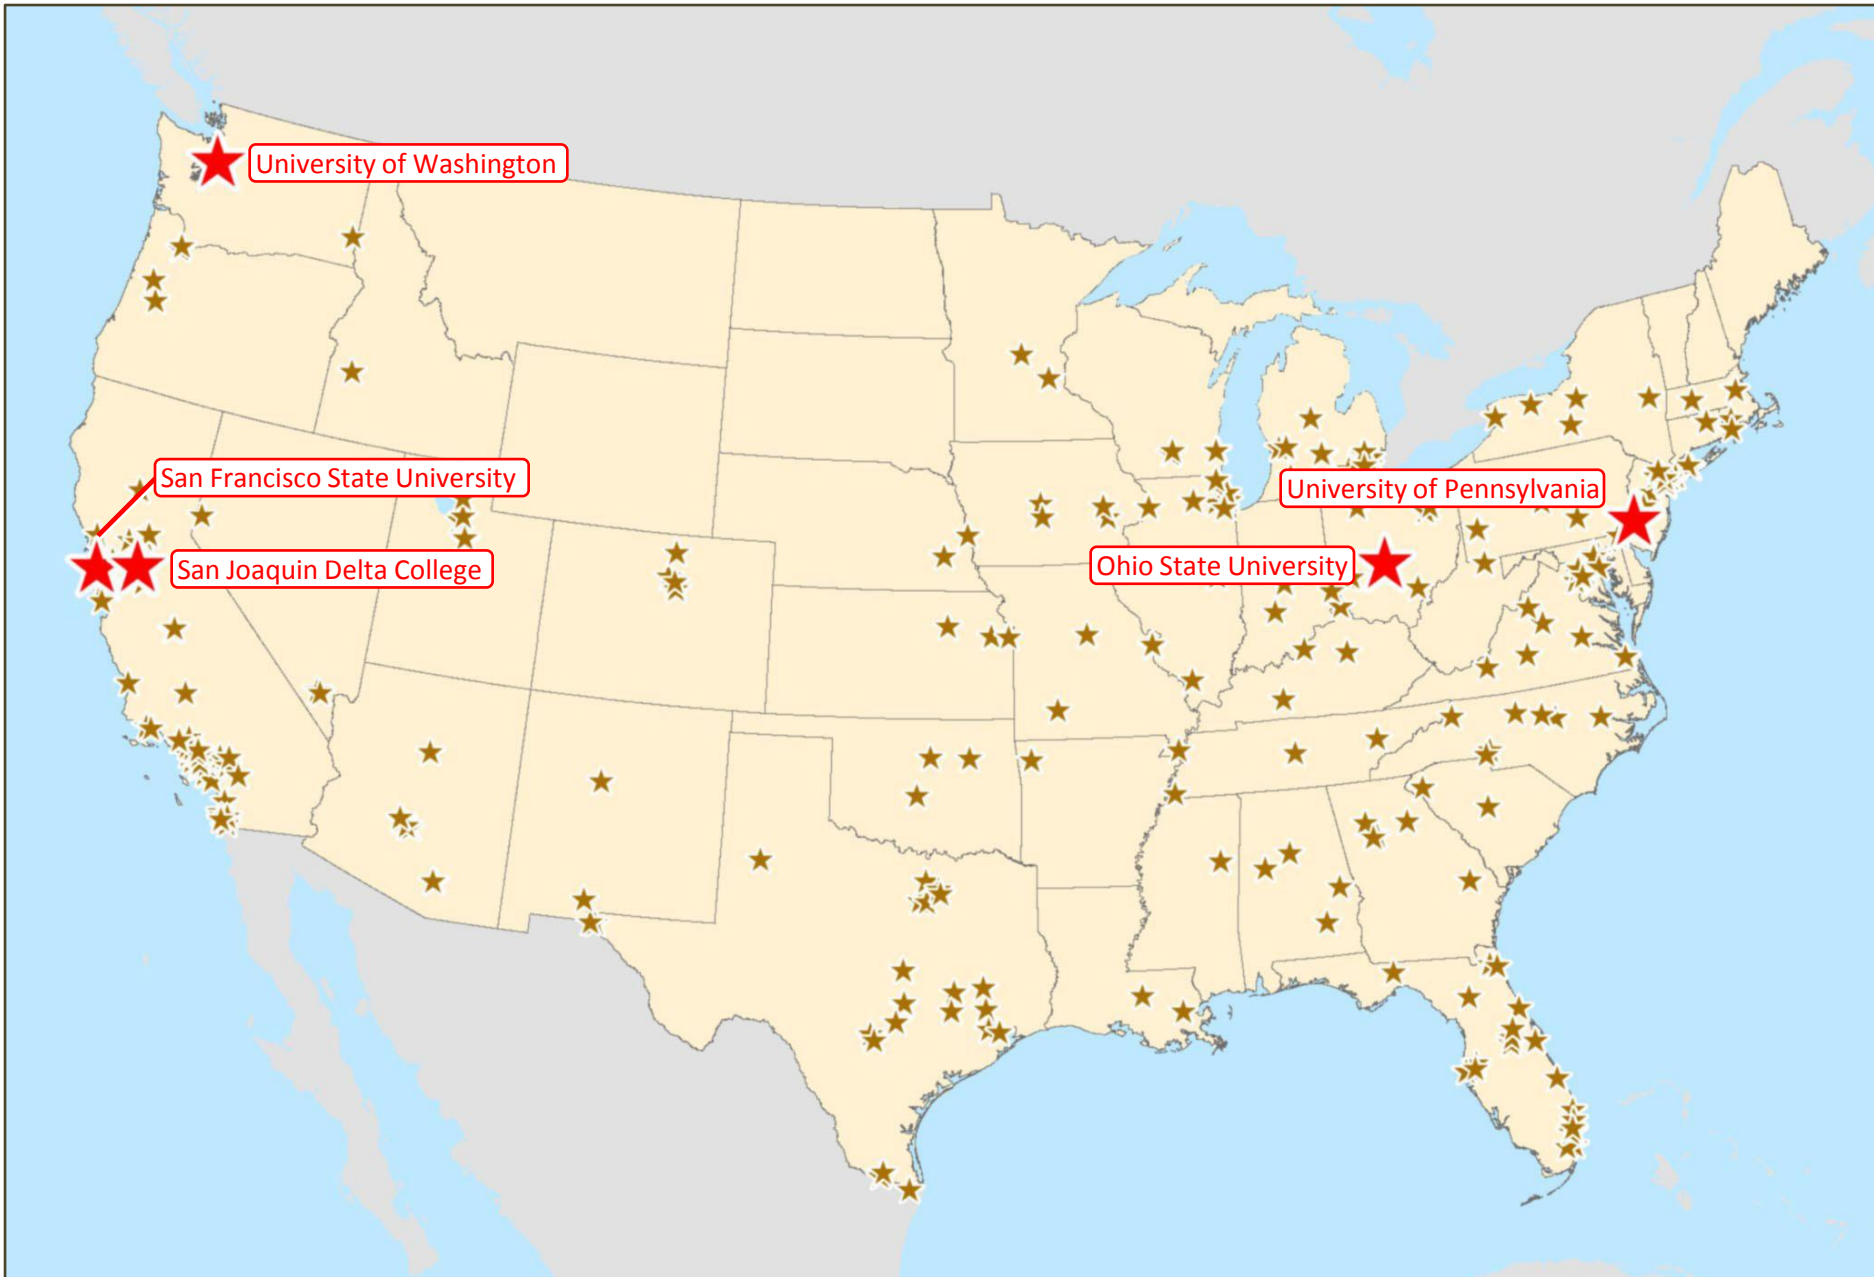 University of Washington
San Francisco State University
University of Pennsylvania
Ohio State University
San Joaquin Delta College